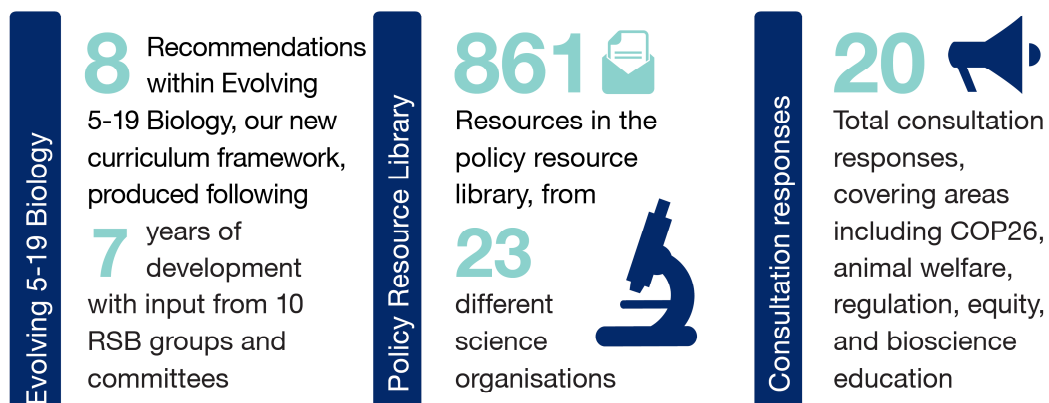 Evolving 5-19 Biology
8 Recommendations
within Evolving
5-19 Biology, our new
curriculum framework,
produced following
7 years of
development
with input from 10
RSB groups and
committees
Policy Resource Library
861
Resources in the
policy resource
library, from
23
different
science
organisations
Consultation responses
20
Total consultation
responses,
covering areas
including COP26,
animal welfare,
regulation, equity,
and bioscience
education